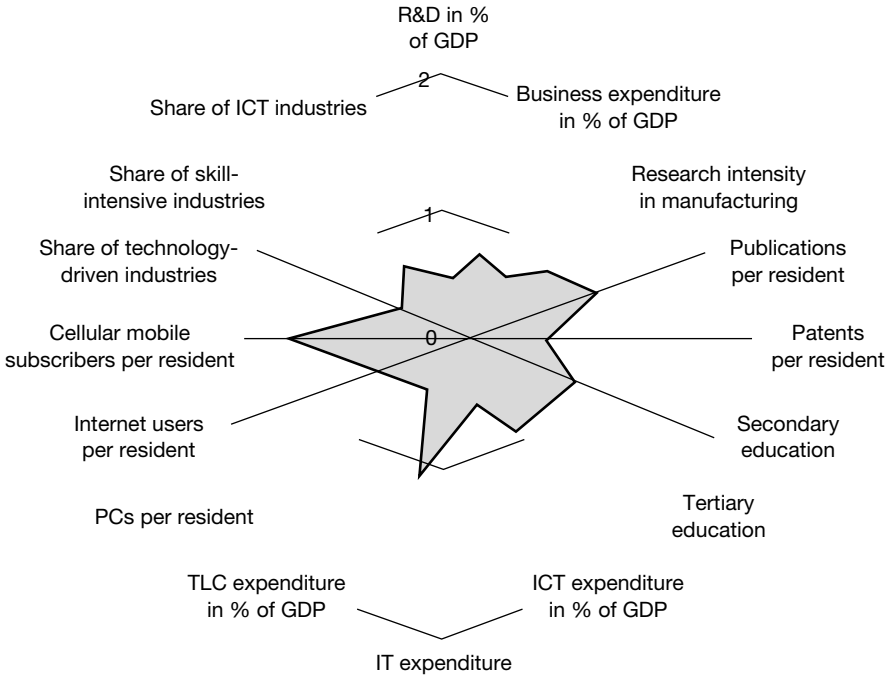 R&D in %
of GDP
2
Share of ICT industries
Business expenditure
in % of GDP
Share of skill-
intensive industries
Research intensity
in manufacturing
1
Share of technology-
driven industries
Publications
per resident
Cellular mobile
subscribers per resident
0
Patents
per resident
Internet users
per resident
Secondary
education
PCs per resident
Tertiary
education
TLC expenditure
in % of GDP
ICT expenditure
in % of GDP
IT expenditure